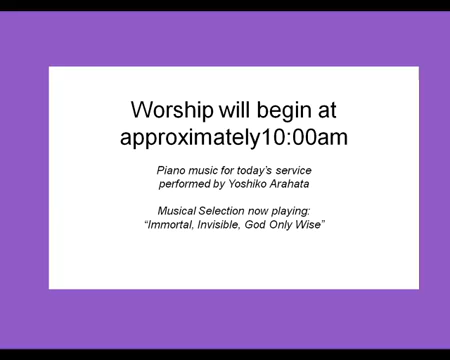 Worship will begin at
approximately10:00am
Piano music for today's service
performed by Yoshiko Arahata
Musical Selection now playing:
“Immortal, Invisible, God Only Wise”